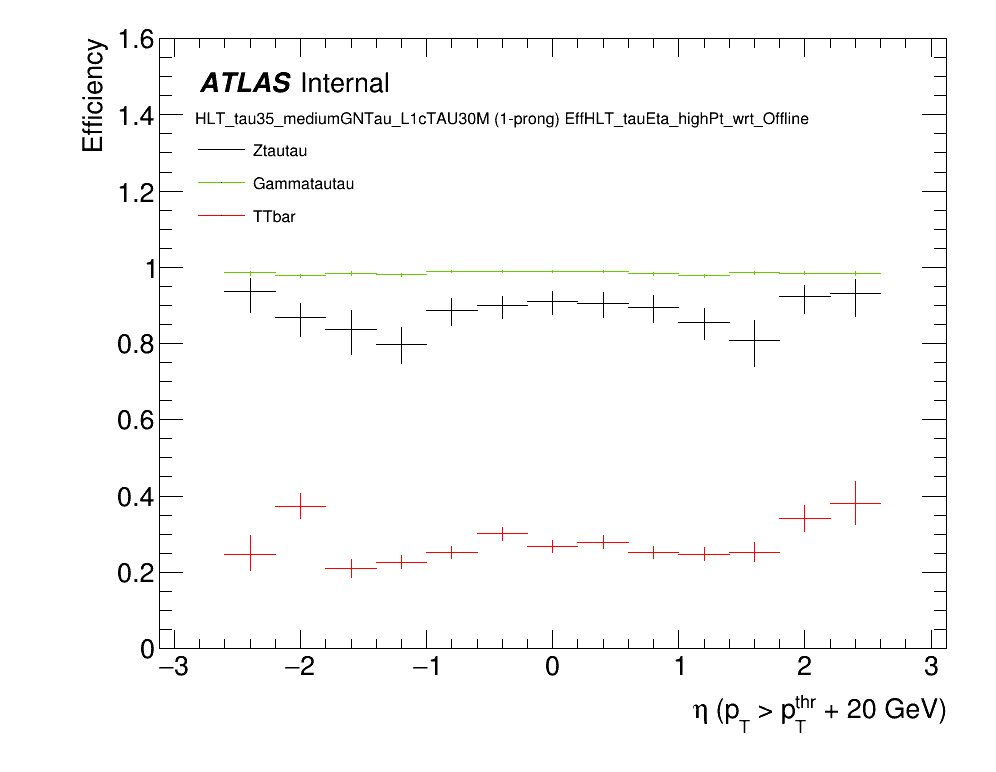 1.6
Efficiency
ATLAS Internal
1.4
HLT_tau35_mediumGNTau_L1cTAU30M (1-prong) EffHLT_tauEta_highPt_wrt_Offline
Ztautau
1.2
Gammatautau
TTbar
1
0.8
0.6
0.4
0.2
0
−3 −2 −1 0 1 2 3
η (p_T > p_T^thr + 20 GeV)